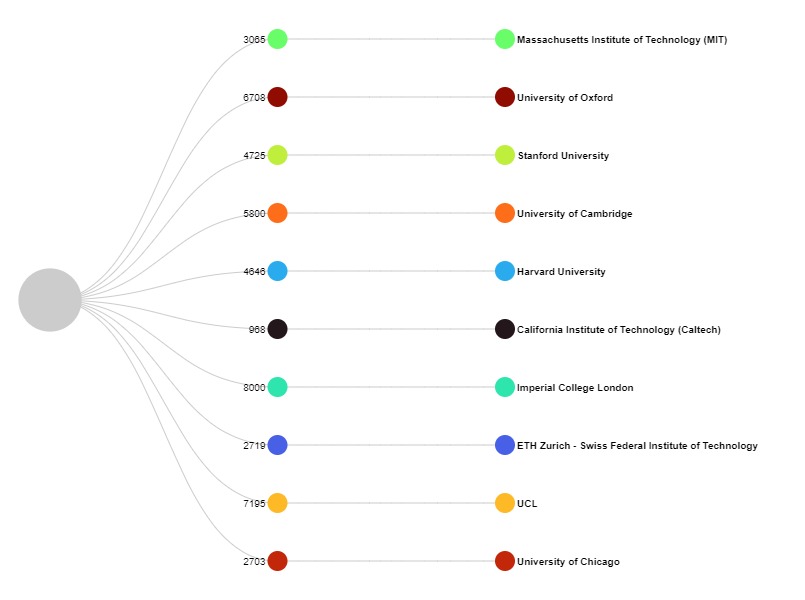 3065 Massachusetts Institute of Technology (MIT)
6708 University of Oxford
4725 Stanford University
5800 University of Cambridge
4646 Harvard University
968 California Institute of Technology (Caltech)
8000 Imperial College London
2719 ETH Zurich - Swiss Federal Institute of Technology
7195 UCL
2703 University of Chicago